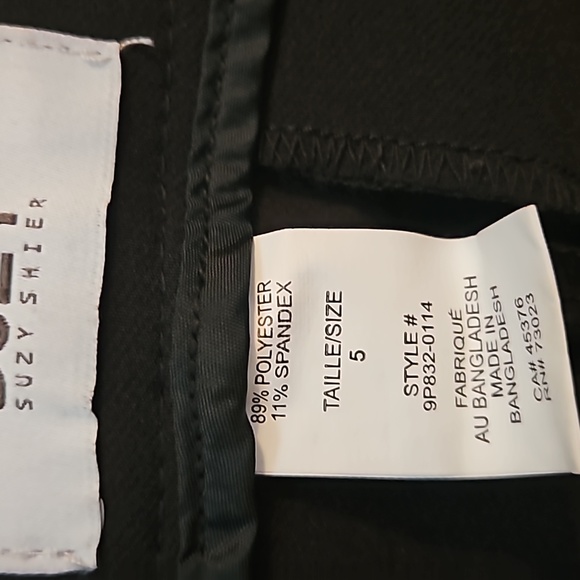 SUZY SHIER
89% POLYESTER
11% SPANDEX
TAILLE/SIZE
5
STYLE #
9P832-0114
FABRIQUÉ
AU BANGLADESH
MADE IN
BANGLADESH
CA# 45376
RN# 73023